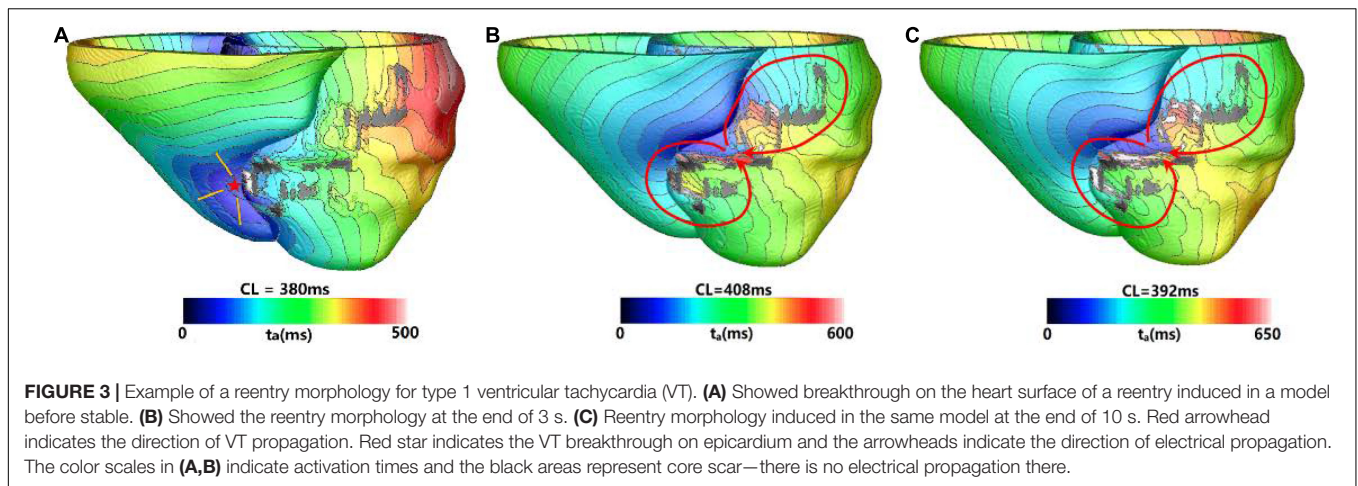 A
B
C
CL = 380ms
0 500
ta(ms)
CL=408ms
0 600
ta(ms)
CL=392ms
0 650
ta(ms)
FIGURE 3 | Example of a reentry morphology for type 1 ventricular tachycardia (VT). (A) Showed breakthrough on the heart surface of a reentry induced in a model
before stable. (B) Showed the reentry morphology at the end of 3 s. (C) Reentry morphology induced in the same model at the end of 10 s. Red arrowhead
indicates the direction of VT propagation. Red star indicates the VT breakthrough on epicardium and the arrowheads indicate the direction of electrical propagation.
The color scales in (A,B) indicate activation times and the black areas represent core scar—there is no electrical propagation there.